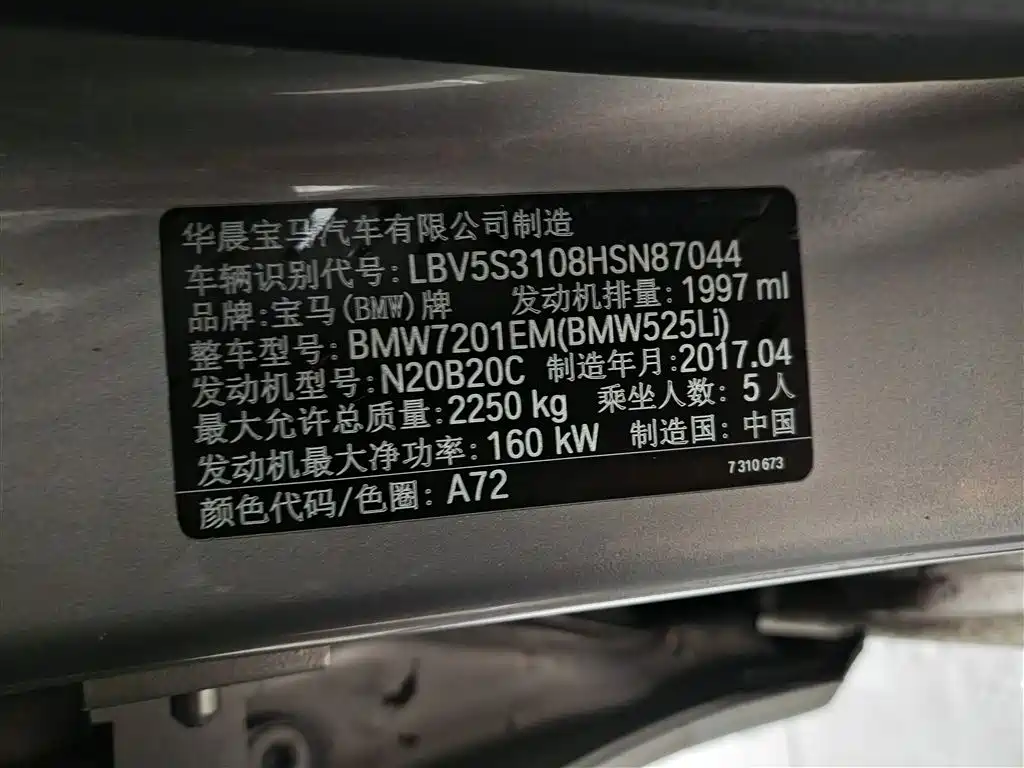 华晨宝马汽车有限公司制造
车辆识别代号:LBV5S3108HSN87044
品牌:宝马(BMW)牌 发动机排量:1997 ml
整车型号:BMW7201EM(BMW525Li)
发动机型号:N20B20C 制造年月:2017.04
最大允许总质量:2250 kg 乘坐人数:5人
发动机最大净功率:160 kW 制造国:中国
颜色代码/色圈:A72 7 310 673